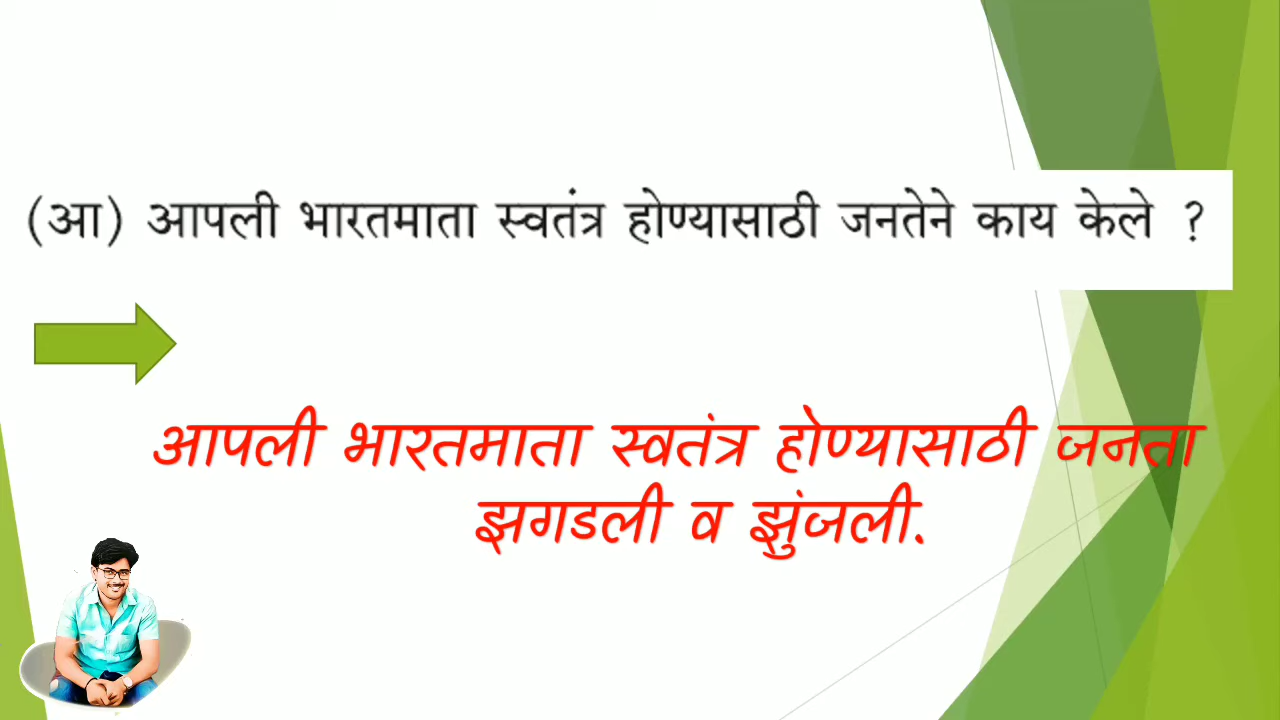 (आ) आपली भारतमाता स्वतंत्र होण्यासाठी जनतेने काय केले ?
आपली भारतमाता स्वतंत्र होण्यासाठी जनता
झगडली व झुंजली.